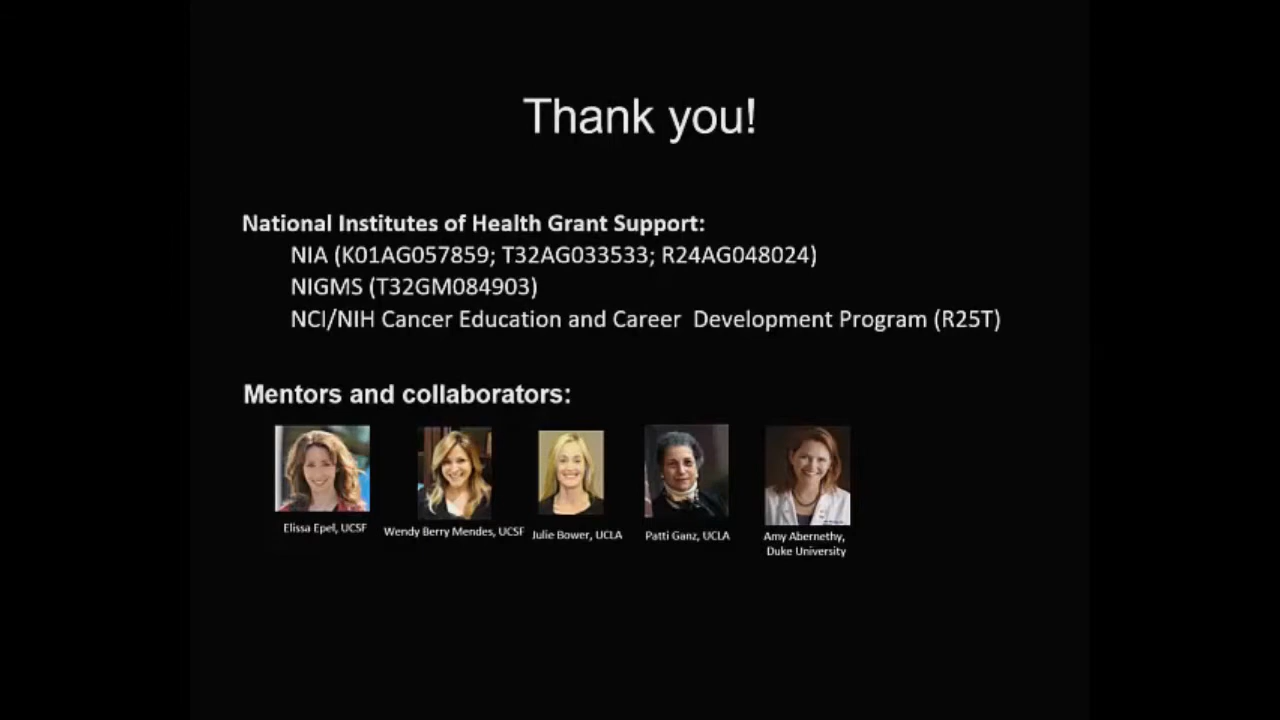 Thank you!
National Institutes of Health Grant Support:
NIA (K01AG057859; T32AG033533; R24AG048024)
NIGMS (T32GM084903)
NCI/NIH Cancer Education and Career Development Program (R25T)
Mentors and collaborators:
Elissa Epel, UCSF
Wendy Berry Mendes, UCSF
Julie Bower, UCLA
Patti Ganz, UCLA
Amy Abernethy,
Duke University